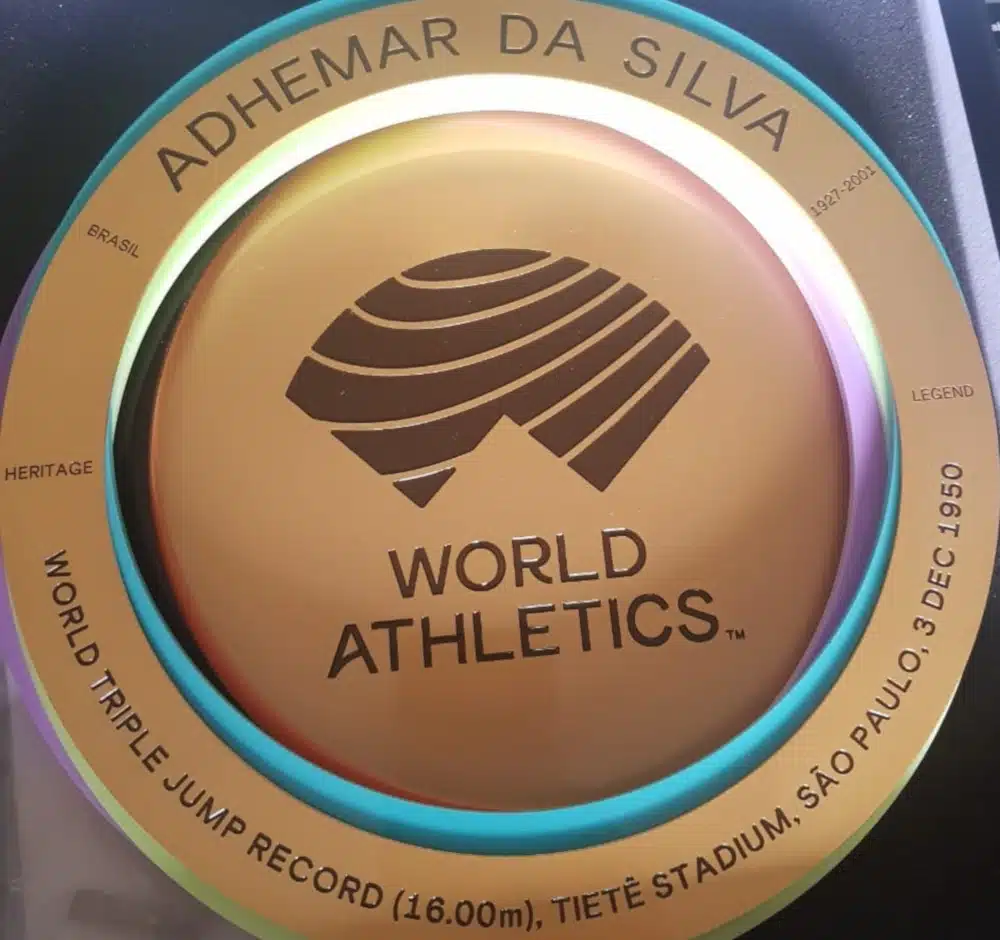 ADHEMAR DA SILVA
BRASIL
1927-2001
HERITAGE
LEGEND
WORLD
ATHLETICS™
WORLD TRIPLE JUMP RECORD (16.00m), TIETÊ STADIUM, SÃO PAULO, 3 DEC 1950